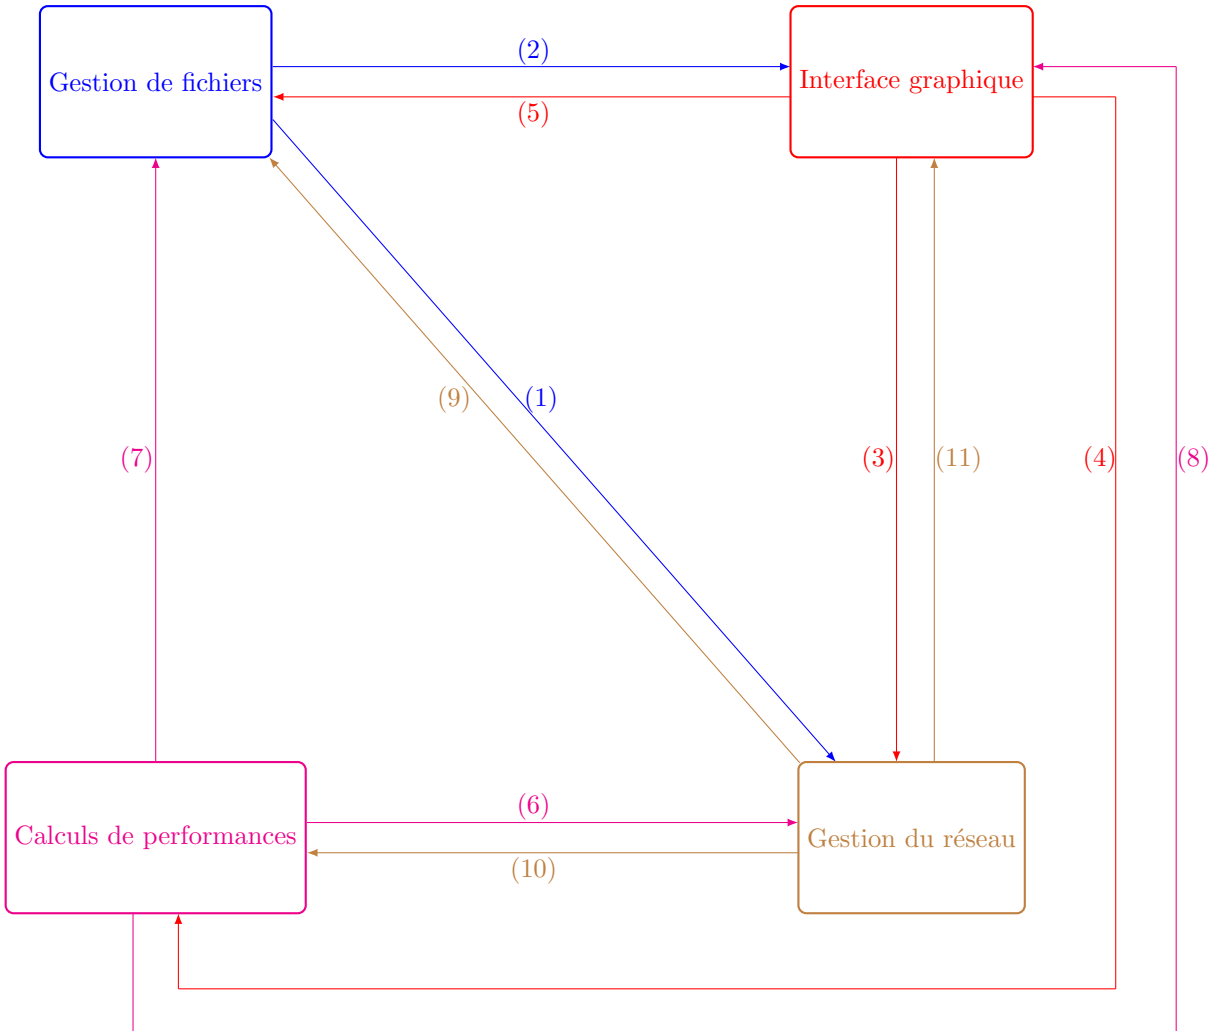 (2)
Gestion de fichiers
Interface graphique
(5)
(9)
(1)
(7)
(3)
(11)
(4)
(8)
(6)
Calculs de performances
Gestion du réseau
(10)